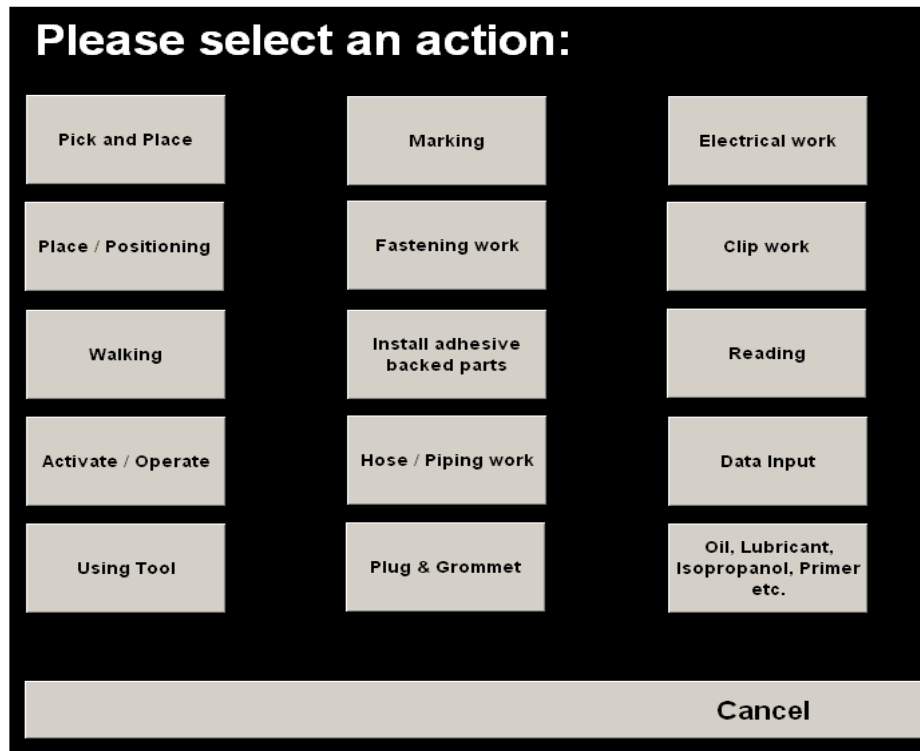 Please select an action:
Pick and Place
Marking
Electrical work
Place / Positioning
Fastening work
Clip work
Walking
Install adhesive
backed parts
Reading
Activate / Operate
Hose / Piping work
Data Input
Using Tool
Plug & Grommet
Oil, Lubricant,
Isopropanol, Primer
etc.
Cancel